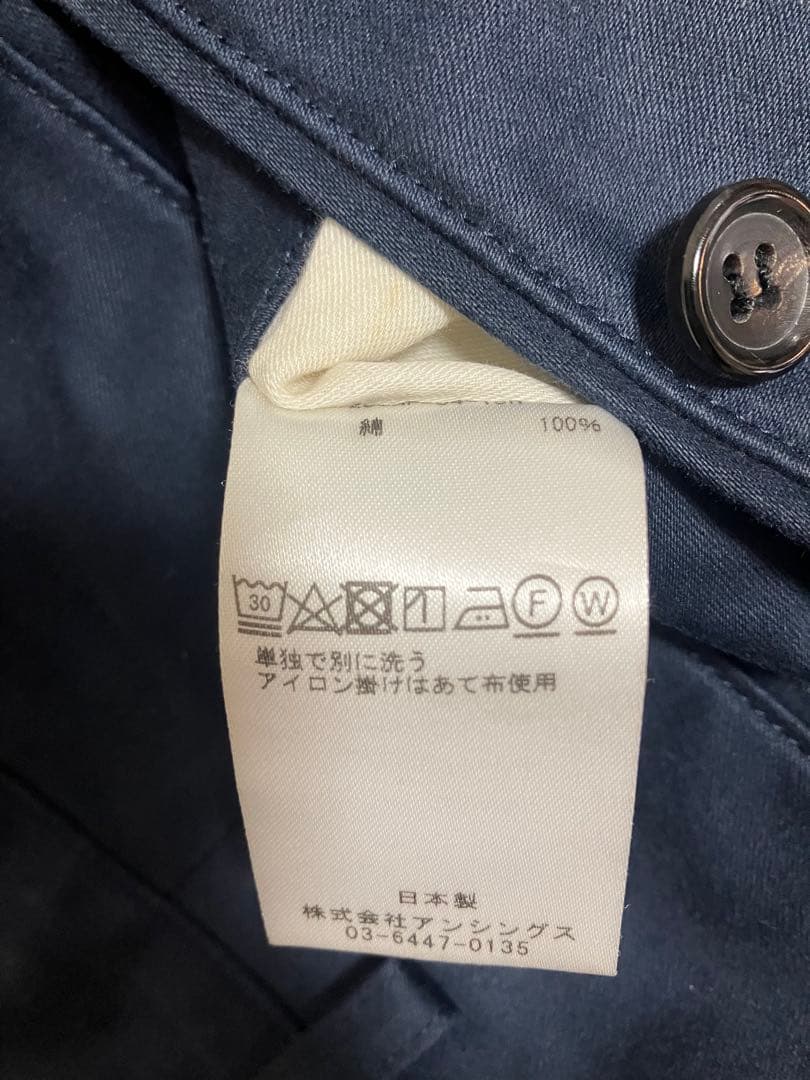 綿 100%
30 F W
単独で別に洗う
アイロン掛けはあて布使用
日本製
株式会社アンシングス
03-6447-0135